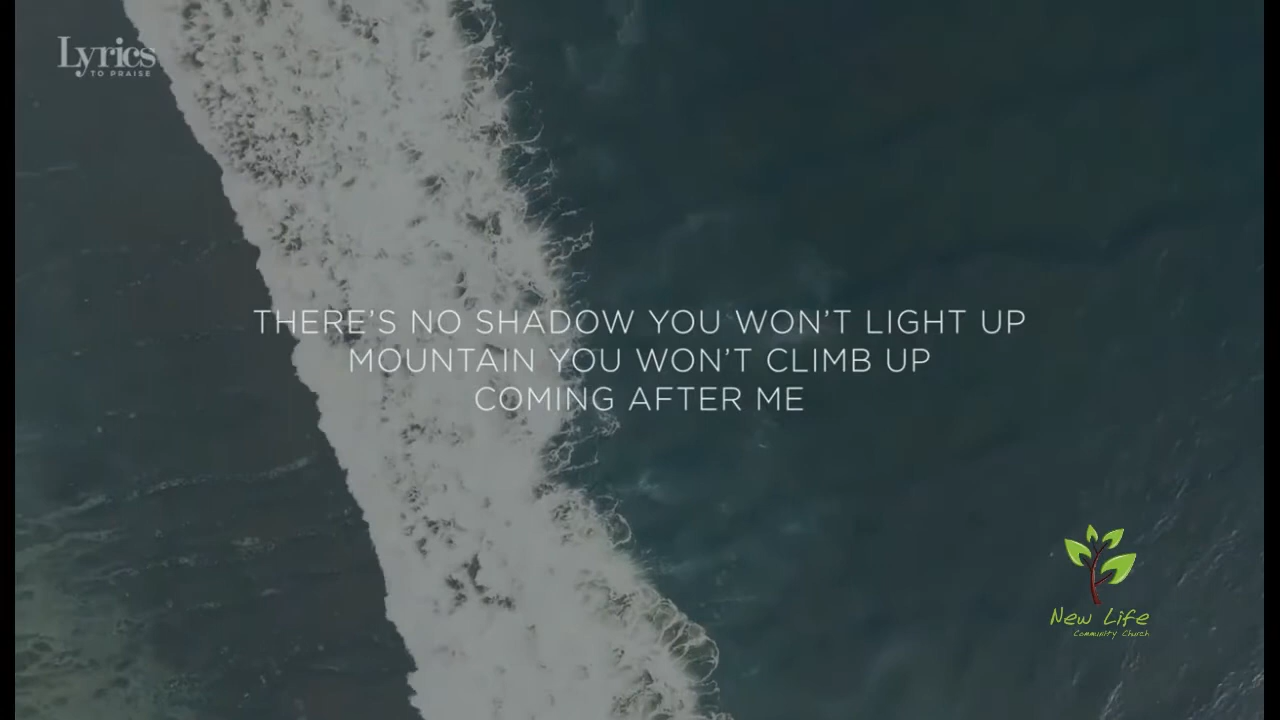 Lyrics
TO PRAISE
THERE'S NO SHADOW YOU WON'T LIGHT UP
MOUNTAIN YOU WON'T CLIMB UP
COMING AFTER ME
New Life
Community Church